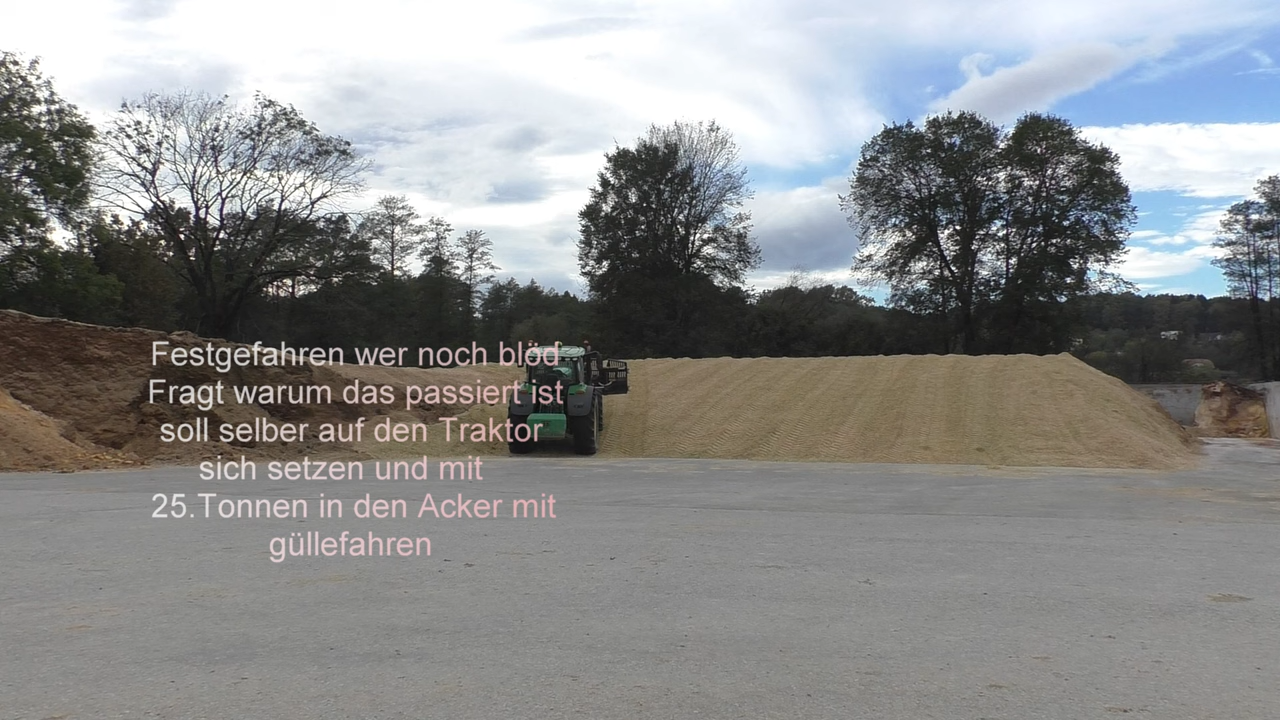 Festgefahren wer noch blöd
Fragt warum das passiert ist
soll selber auf den Traktor
sich setzen und mit
25.Tonnen in den Acker mit
güllefahren